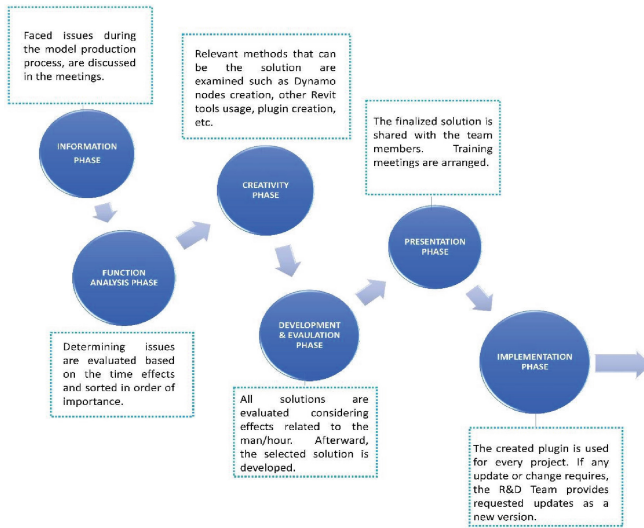 Faced issues during
the model production
process, are discussed
in the meetings.
INFORMATION
PHASE
FUNCTION
ANALYSIS PHASE
Determining issues
are evaluated based
on the time effects
and sorted in order of
importance.
Relevant methods that can
be the solution are
examined such as Dynamo
nodes creation, other Revit
tools usage, plugin creation,
etc.
CREATIVITY
PHASE
DEVELOPMENT
& EVAULATION
PHASE
All solutions are
evaluated considering
effects related to the
man/hour. Afterward,
the selected solution is
developed.
The finalized solution is
shared with the team
members. Training
meetings are arranged.
PRESENTATION
PHASE
IMPLEMENTATION
PHASE
The created plugin is used
for every project. If any
update or change requires,
the R&D Team provides
requested updates as a
new version.